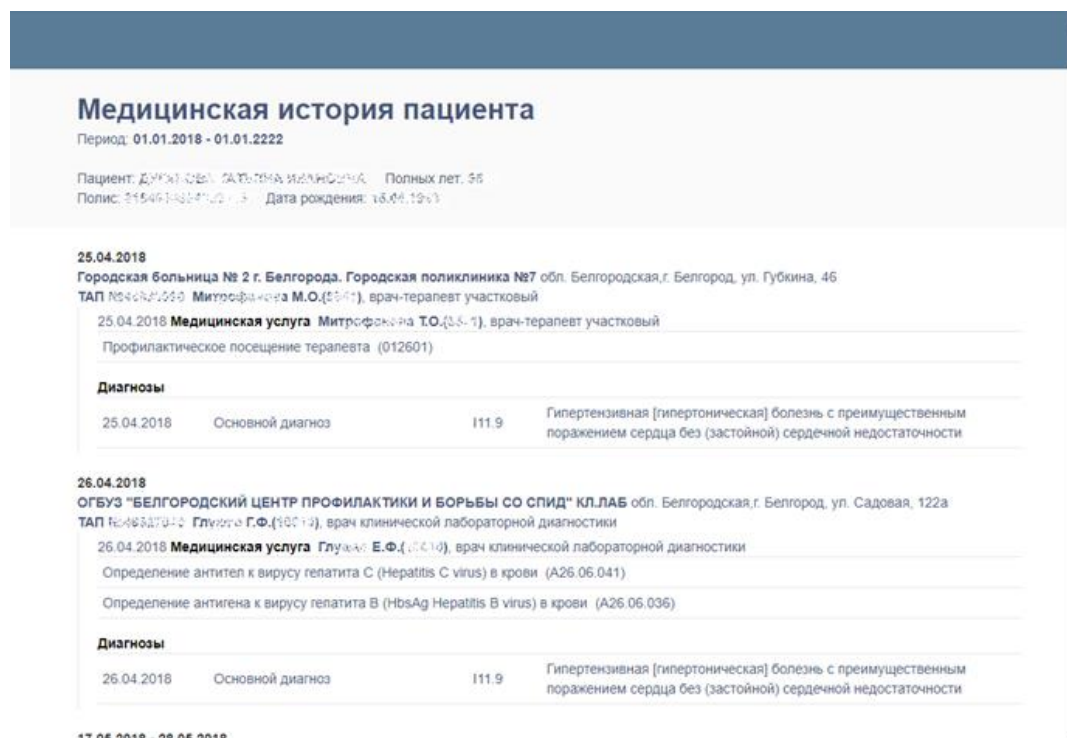 Медицинская история пациента
Период: 01.01.2018 - 01.01.2222
Пациент: Полных лет:
Полис: Дата рождения:
25.04.2018
Городская больница № 2 г. Белгорода. Городская поликлиника №7 обл. Белгородская,г. Белгород, ул. Губкина, 46
ТАП М.О. врач-терапевт участковый
25.04.2018 Медицинская услуга Т.О. врач-терапевт участковый
Профилактическое посещение терапевта (012601)
Диагнозы
25.04.2018 Основной диагноз I11.9 Гипертензивная [гипертоническая] болезнь с преимущественным
поражением сердца без (застойной) сердечной недостаточности
26.04.2018
ОГБУЗ "БЕЛГОРОДСКИЙ ЦЕНТР ПРОФИЛАКТИКИ И БОРЬБЫ СО СПИД" КЛ.ЛАБ обл. Белгородская,г. Белгород, ул. Садовая, 122а
ТАП Г.Ф. врач клинической лабораторной диагностики
26.04.2018 Медицинская услуга Е.Ф. врач клинической лабораторной диагностики
Определение антител к вирусу гепатита C (Hepatitis C virus) в крови (A26.06.041)
Определение антигена к вирусу гепатита B (HbsAg Hepatitis B virus) в крови (A26.06.036)
Диагнозы
26.04.2018 Основной диагноз I11.9 Гипертензивная [гипертоническая] болезнь с преимущественным
поражением сердца без (застойной) сердечной недостаточности
17.05.2018 - 28.05.2018